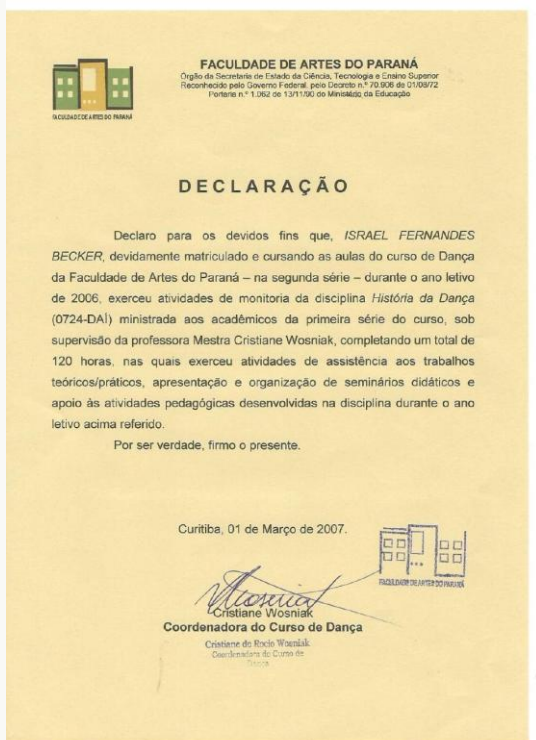 FACULDADE DE ARTES DO PARANÁ
Órgão da Secretaria de Estado da Ciência, Tecnologia e Ensino Superior
Reconhecido pelo Governo Federal, pelo Decreto n.º 70.906 de 01/08/72
Portaria n.º 1.062 de 13/11/90 do Ministério da Educação
FACULDADE DE ARTES DO PARANÁ
DECLARAÇÃO
Declaro para os devidos fins que, ISRAEL FERNANDES
BECKER, devidamente matriculado e cursando as aulas do curso de Dança
da Faculdade de Artes do Paraná – na segunda série – durante o ano letivo
de 2006, exerceu atividades de monitoria da disciplina História da Dança
(0724-DAI) ministrada aos acadêmicos da primeira série do curso, sob
supervisão da professora Mestra Cristiane Wosniak, completando um total de
120 horas, nas quais exerceu atividades de assistência aos trabalhos
teóricos/práticos, apresentação e organização de seminários didáticos e
apoio às atividades pedagógicas desenvolvidas na disciplina durante o ano
letivo acima referido.
Por ser verdade, firmo o presente.
Curitiba, 01 de Março de 2007.
FACULDADE DE ARTES DO PARANÁ
Wosniak
Cristiane Wosniak
Coordenadora do Curso de Dança
Cristiane do Rocio Wosniak
Coordenadora do Curso de
Dança